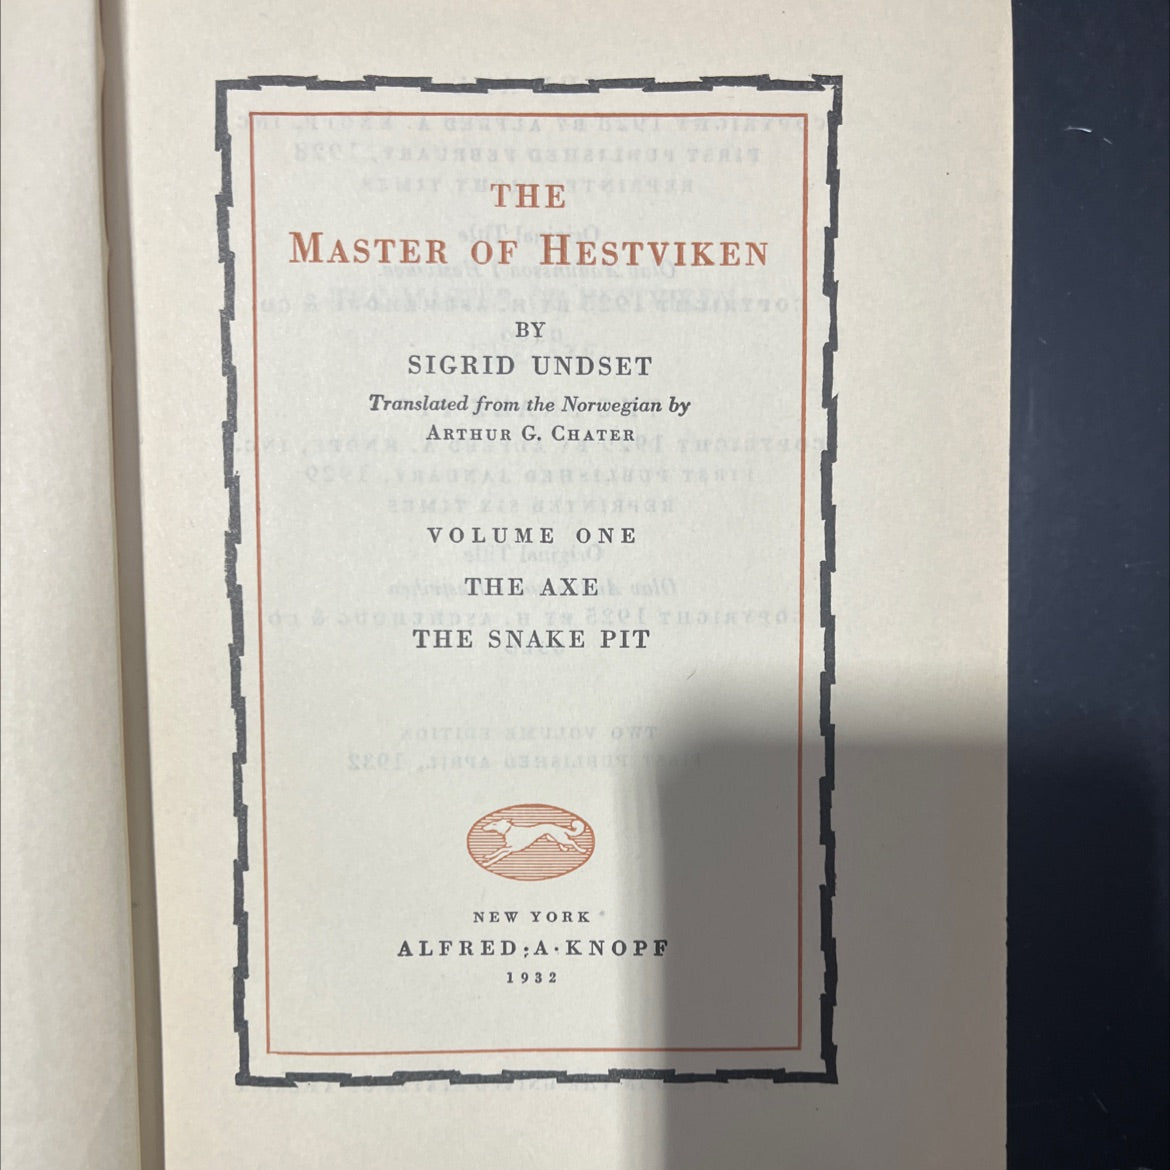 THE
MASTER OF HESTVIKEN
BY
SIGRID UNDSET
Translated from the Norwegian by
ARTHUR G. CHATER
VOLUME ONE
THE AXE
THE SNAKE PIT
NEW YORK
ALFRED · A · KNOPF
1932